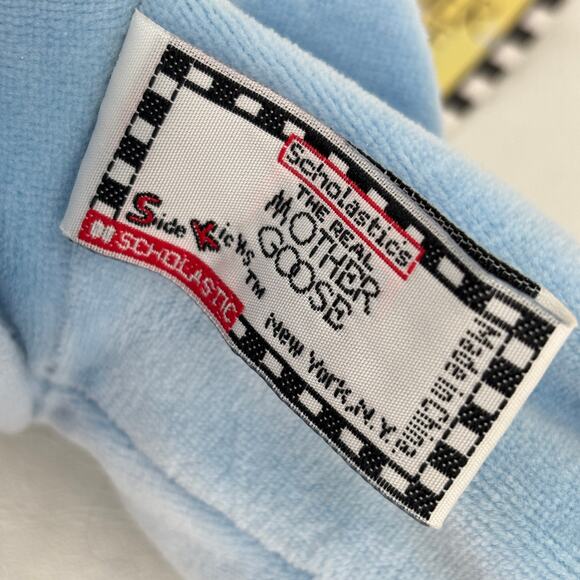 Scholastic's
THE REAL
MOTHER
GOOSE
Side Kicks TM
SCHOLASTIC
New York, N.Y.
Made in China